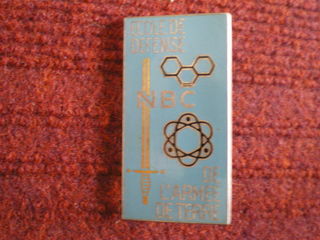 ECOLE DE
DEFENSE
NBC
DE
L'ARMEE
DE TERRE